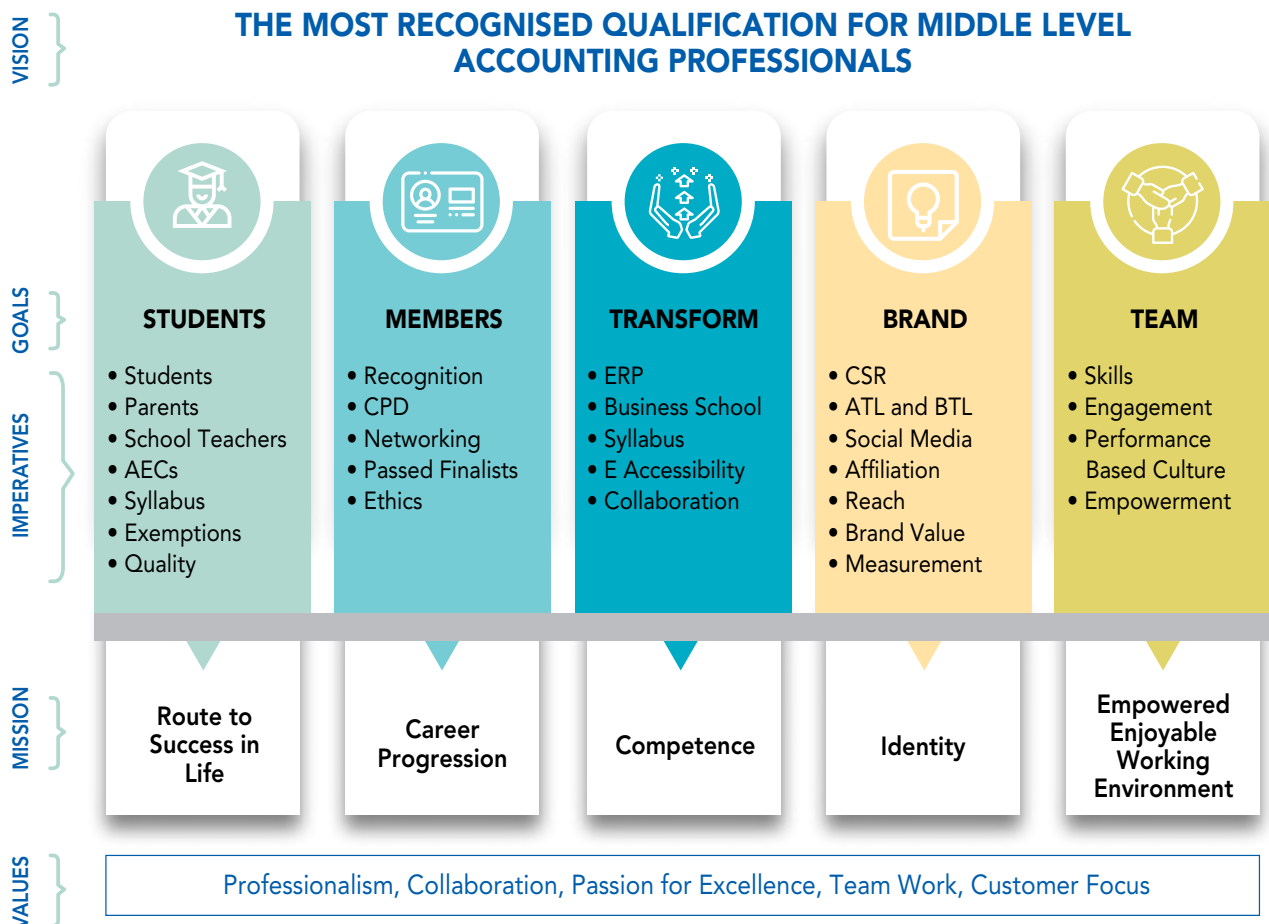 VISION
THE MOST RECOGNISED QUALIFICATION FOR MIDDLE LEVEL
ACCOUNTING PROFESSIONALS
GOALS
STUDENTS
MEMBERS
TRANSFORM
BRAND
TEAM
IMPERATIVES
• Students
• Parents
• School Teachers
• AECs
• Syllabus
• Exemptions
• Quality
• Recognition
• CPD
• Networking
• Passed Finalists
• Ethics
• ERP
• Business School
• Syllabus
• E Accessibility
• Collaboration
• CSR
• ATL and BTL
• Social Media
• Affiliation
• Reach
• Brand Value
• Measurement
• Skills
• Engagement
• Performance
Based Culture
• Empowerment
MISSION
Route to
Success in
Life
Career
Progression
Competence
Identity
Empowered
Enjoyable
Working
Environment
VALUES
Professionalism, Collaboration, Passion for Excellence, Team Work, Customer Focus